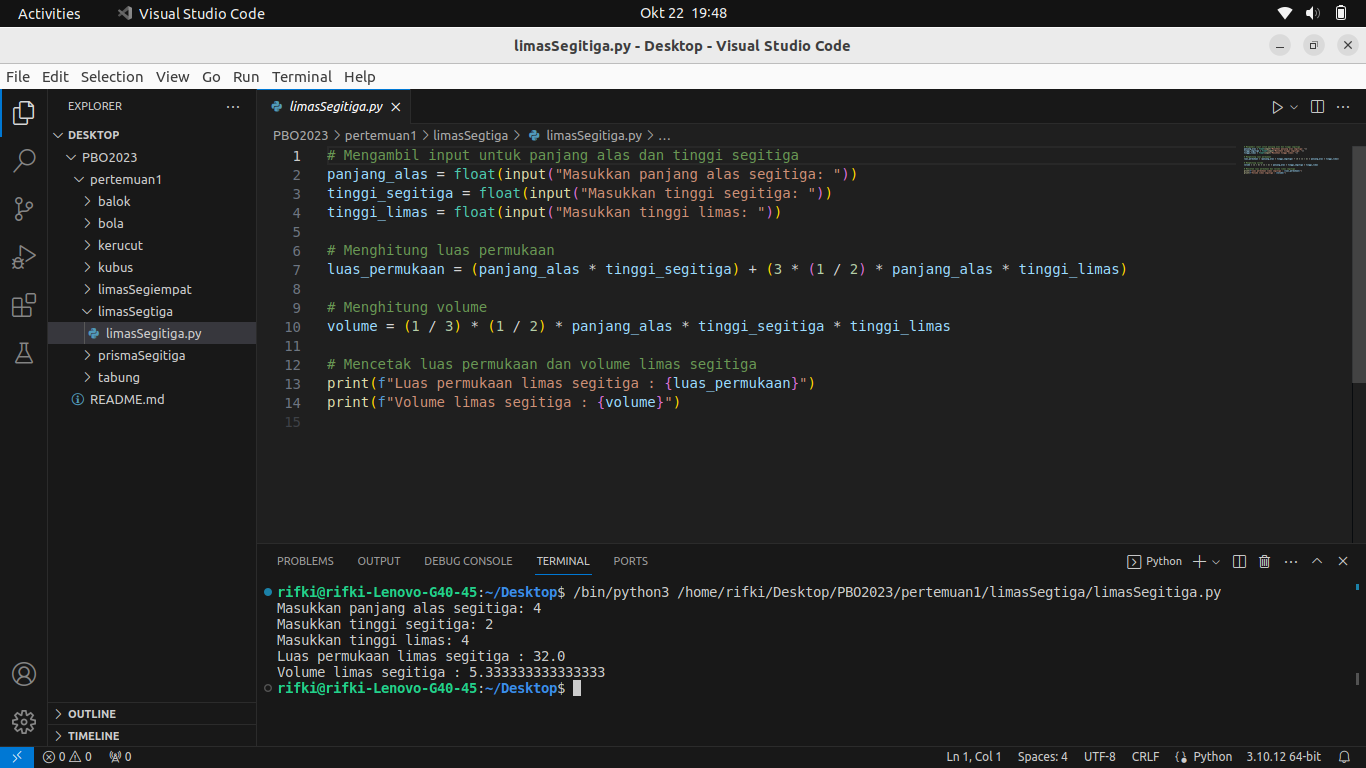 Activities Visual Studio Code Okt 22 19:48
limasSegitiga.py - Desktop - Visual Studio Code
File Edit Selection View Go Run Terminal Help
EXPLORER
DESKTOP
PBO2023
pertemuan1
balok
bola
kerucut
kubus
limasSegiempat
limasSegtiga
limasSegitiga.py
prismaSegitiga
tabung
README.md
OUTLINE
TIMELINE
limasSegitiga.py
PBO2023 > pertemuan1 > limasSegtiga > limasSegitiga.py > ...
1 # Mengambil input untuk panjang alas dan tinggi segitiga
2 panjang_alas = float(input("Masukkan panjang alas segitiga: "))
3 tinggi_segitiga = float(input("Masukkan tinggi segitiga: "))
4 tinggi_limas = float(input("Masukkan tinggi limas: "))
5
6 # Menghitung luas permukaan
7 luas_permukaan = (panjang_alas * tinggi_segitiga) + (3 * (1 / 2) * panjang_alas * tinggi_limas)
8
9 # Menghitung volume
10 volume = (1 / 3) * (1 / 2) * panjang_alas * tinggi_segitiga * tinggi_limas
11
12 # Mencetak luas permukaan dan volume limas segitiga
13 print(f"Luas permukaan limas segitiga : {luas_permukaan}")
14 print(f"Volume limas segitiga : {volume}")
15
PROBLEMS OUTPUT DEBUG CONSOLE TERMINAL PORTS Python
rifki@rifki-Lenovo-G40-45:~/Desktop$ /bin/python3 /home/rifki/Desktop/PBO2023/pertemuan1/limasSegtiga/limasSegitiga.py
Masukkan panjang alas segitiga: 4
Masukkan tinggi segitiga: 2
Masukkan tinggi limas: 4
Luas permukaan limas segitiga : 32.0
Volume limas segitiga : 5.333333333333333
rifki@rifki-Lenovo-G40-45:~/Desktop$
0 0 0 Ln 1, Col 1 Spaces: 4 UTF-8 CRLF Python 3.10.12 64-bit